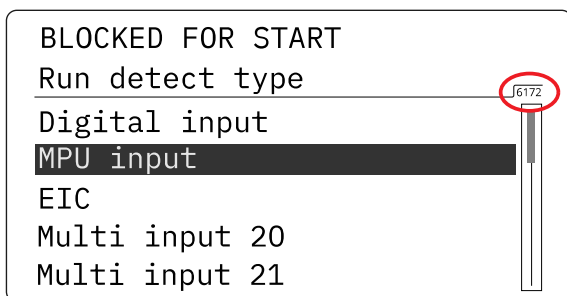 BLOCKED FOR START
Run detect type
6172
Digital input
MPU input
EIC
Multi input 20
Multi input 21